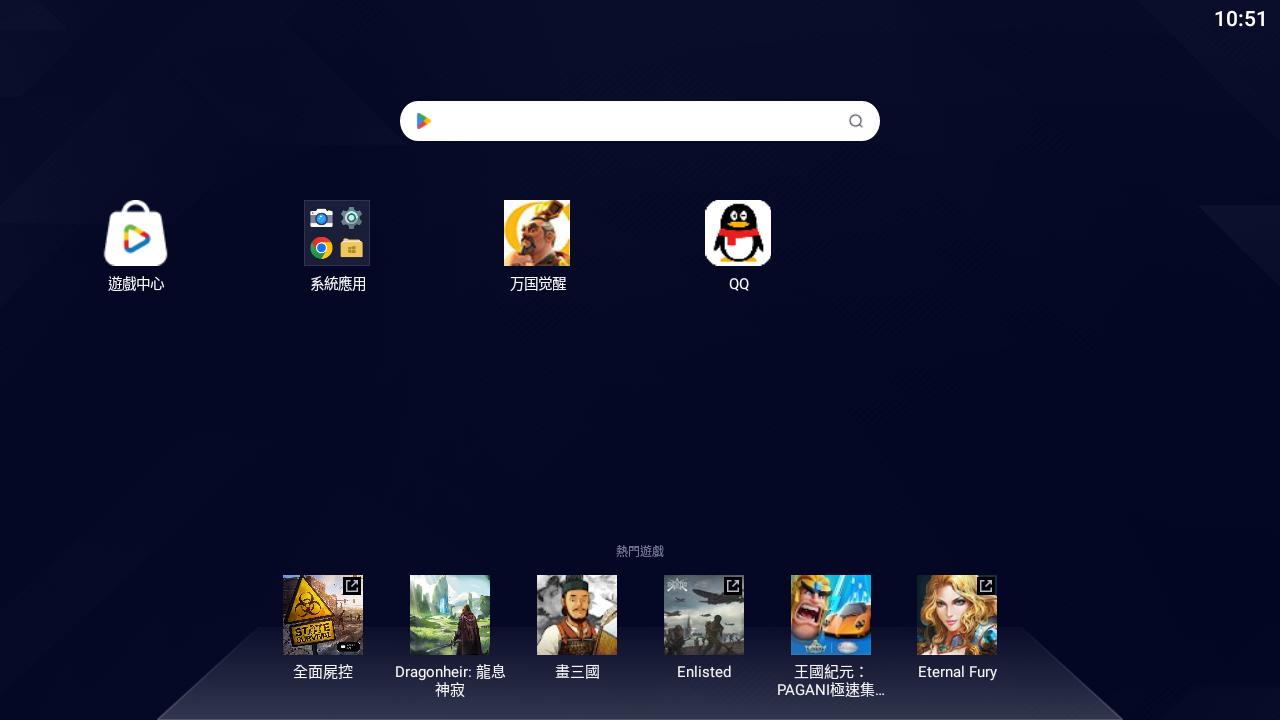 10:51
遊戲中心
系統應用
万国觉醒
QQ
熱門遊戲
STATE
SURVIVAL
全面屍控
Dragonheir: 龍息
神寂
畫三國
Enlisted
王國紀元：
PAGANI極速集...
Eternal Fury